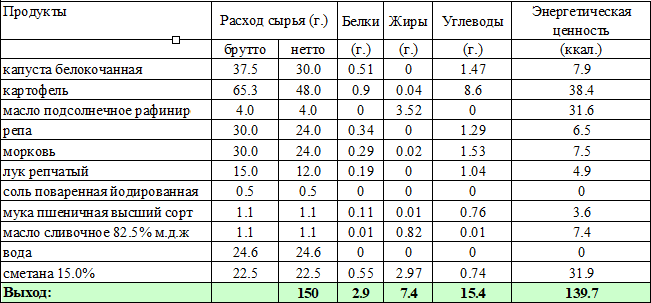 Продукты Расход сырья (г.) Белки Жиры Углеводы Энергетическая ценность
брутто нетто (г.) (г.) (г.) (ккал.)
капуста белокочанная 37.5 30.0 0.51 0 1.47 7.9
картофель 65.3 48.0 0.9 0.04 8.6 38.4
масло подсолнечное рафинир 4.0 4.0 0 3.52 0 31.6
репа 30.0 24.0 0.34 0 1.29 6.5
морковь 30.0 24.0 0.29 0.02 1.53 7.5
лук репчатый 15.0 12.0 0.19 0 1.04 4.9
соль поваренная йодированная 0.5 0.5 0 0 0 0
мука пшеничная высший сорт 1.1 1.1 0.11 0.01 0.76 3.6
масло сливочное 82.5% м.д.ж 1.1 1.1 0.01 0.82 0.01 7.4
вода 24.6 24.6 0 0 0 0
сметана 15.0% 22.5 22.5 0.55 2.97 0.74 31.9
Выход: 150 2.9 7.4 15.4 139.7